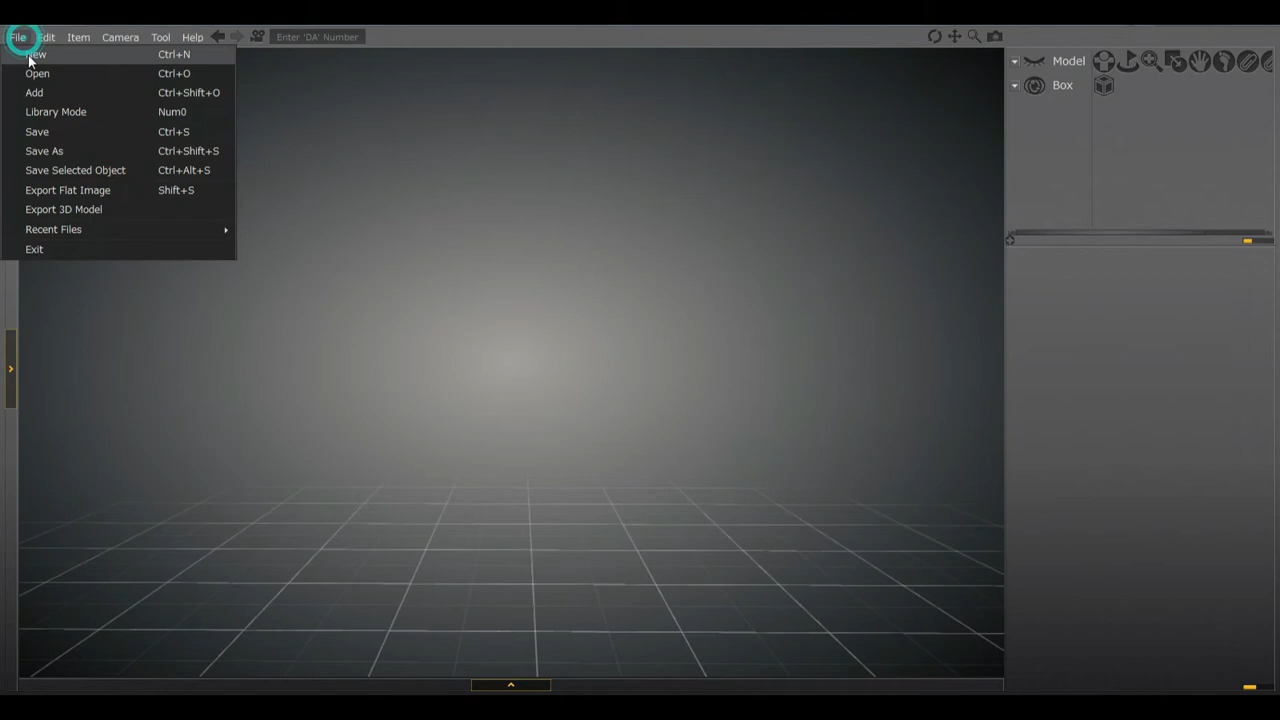 File Edit Item Camera Tool Help Enter 'DA' Number
New Ctrl+N
Open Ctrl+O
Add Ctrl+Shift+O
Library Mode Num0
Save Ctrl+S
Save As Ctrl+Shift+S
Save Selected Object Ctrl+Alt+S
Export Flat Image Shift+S
Export 3D Model
Recent Files
Exit
Model
Box